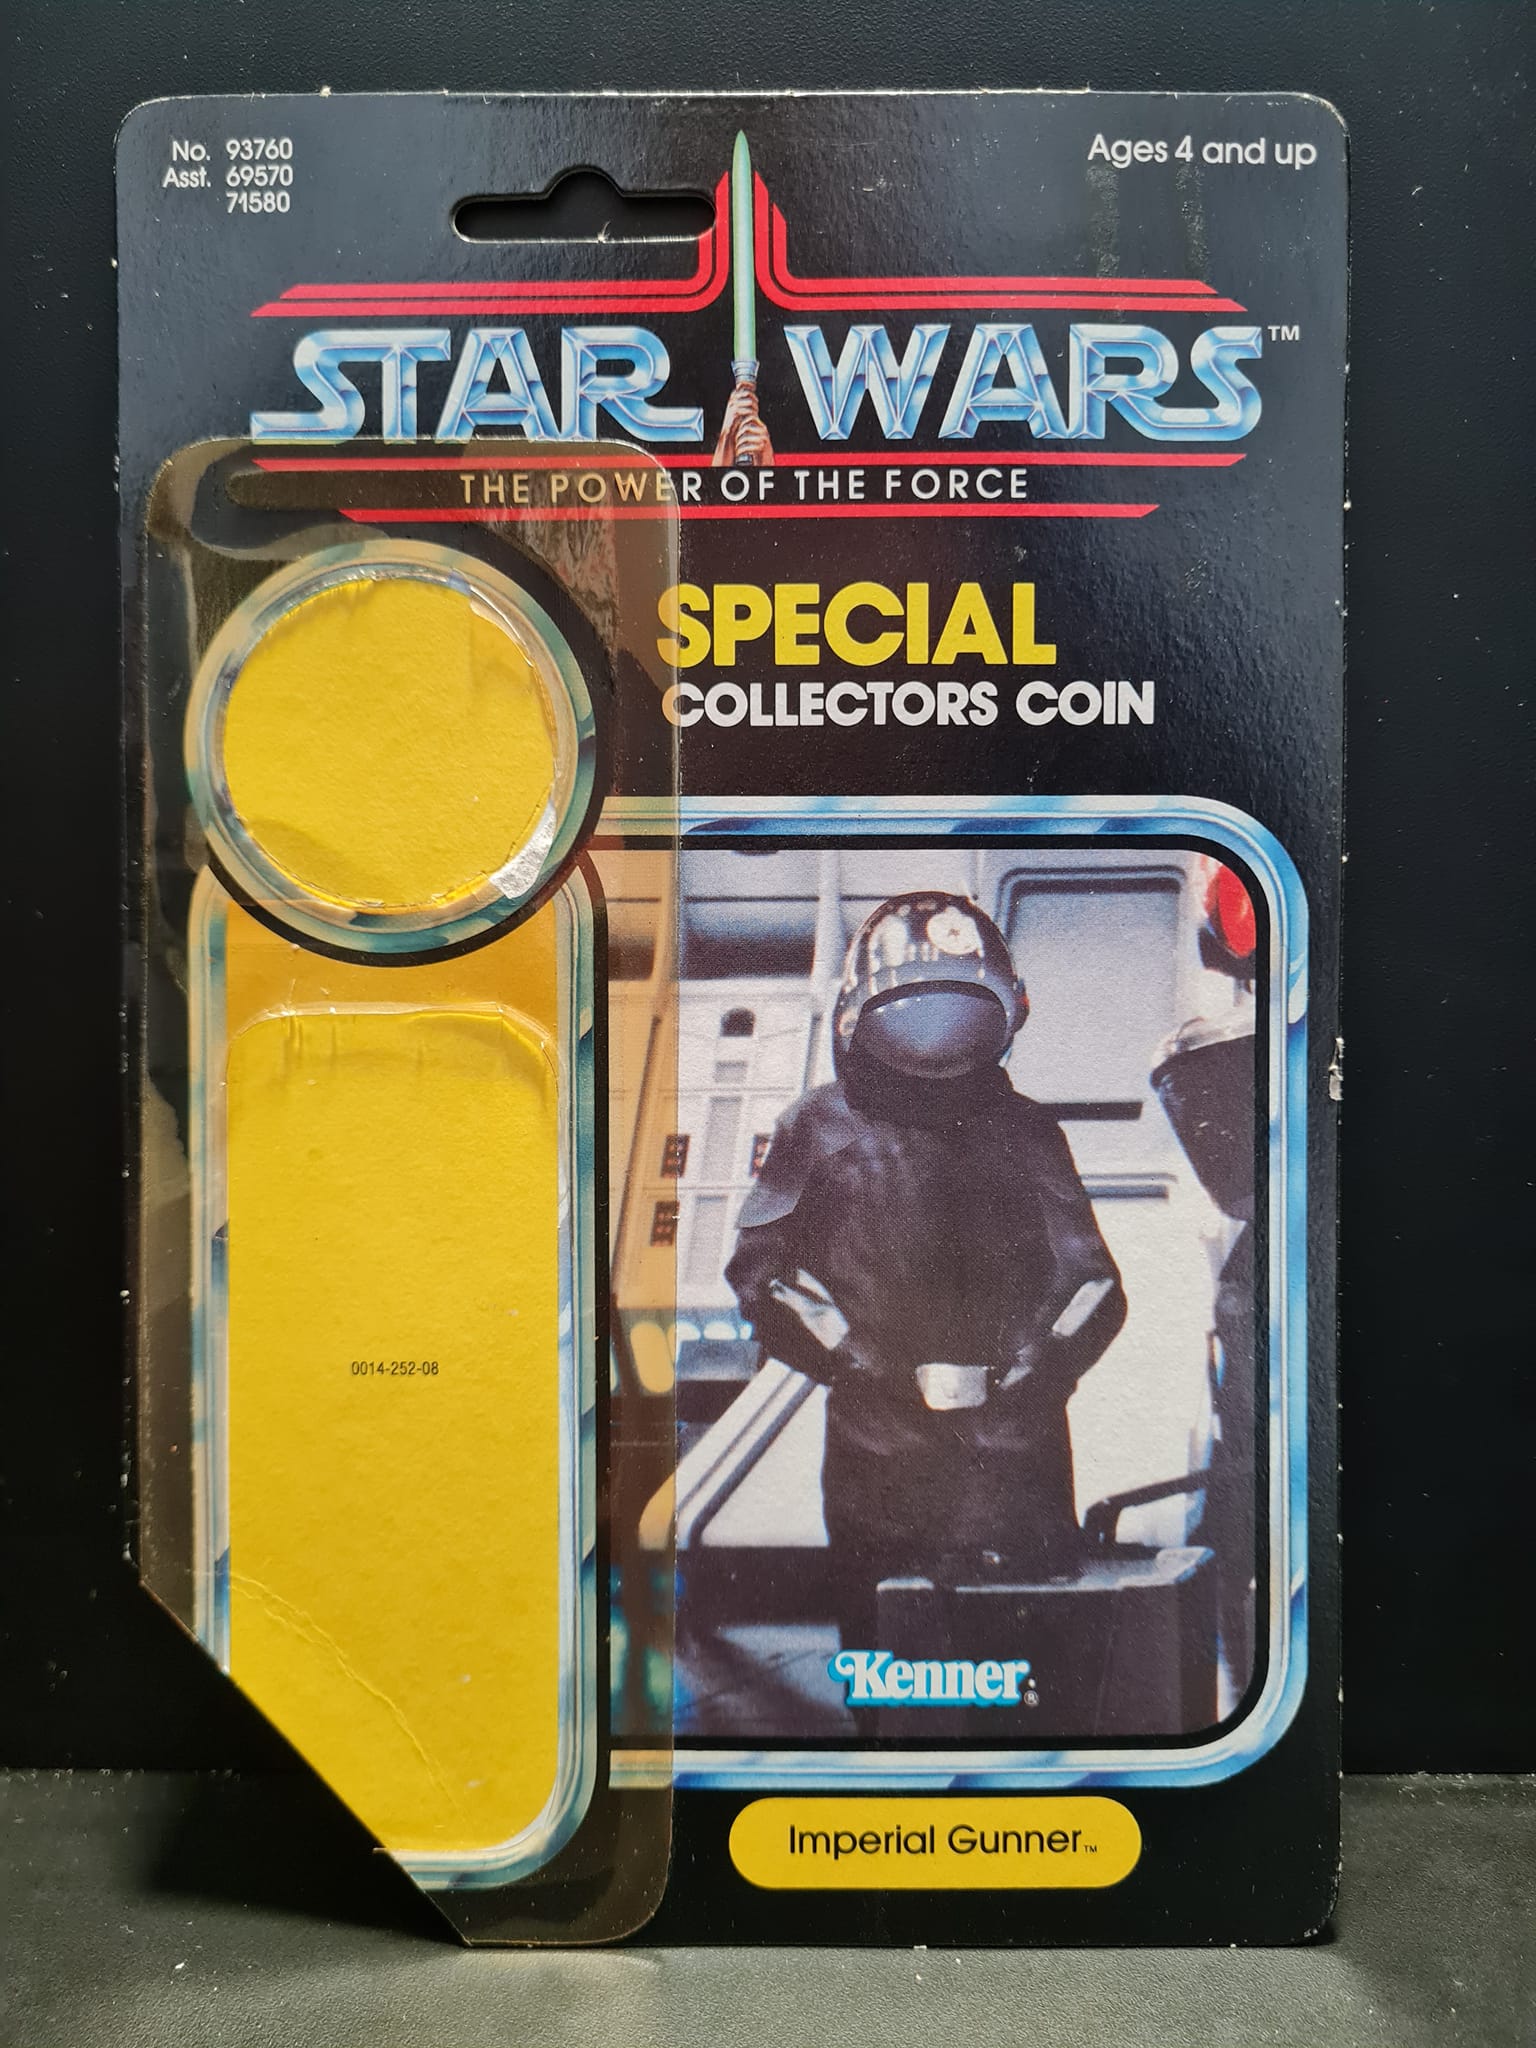 No. 93760
Asst. 69570
71580
Ages 4 and up
STAR WARS™
THE POWER OF THE FORCE
SPECIAL
COLLECTORS COIN
0014-252-08
Kenner®
Imperial Gunner™